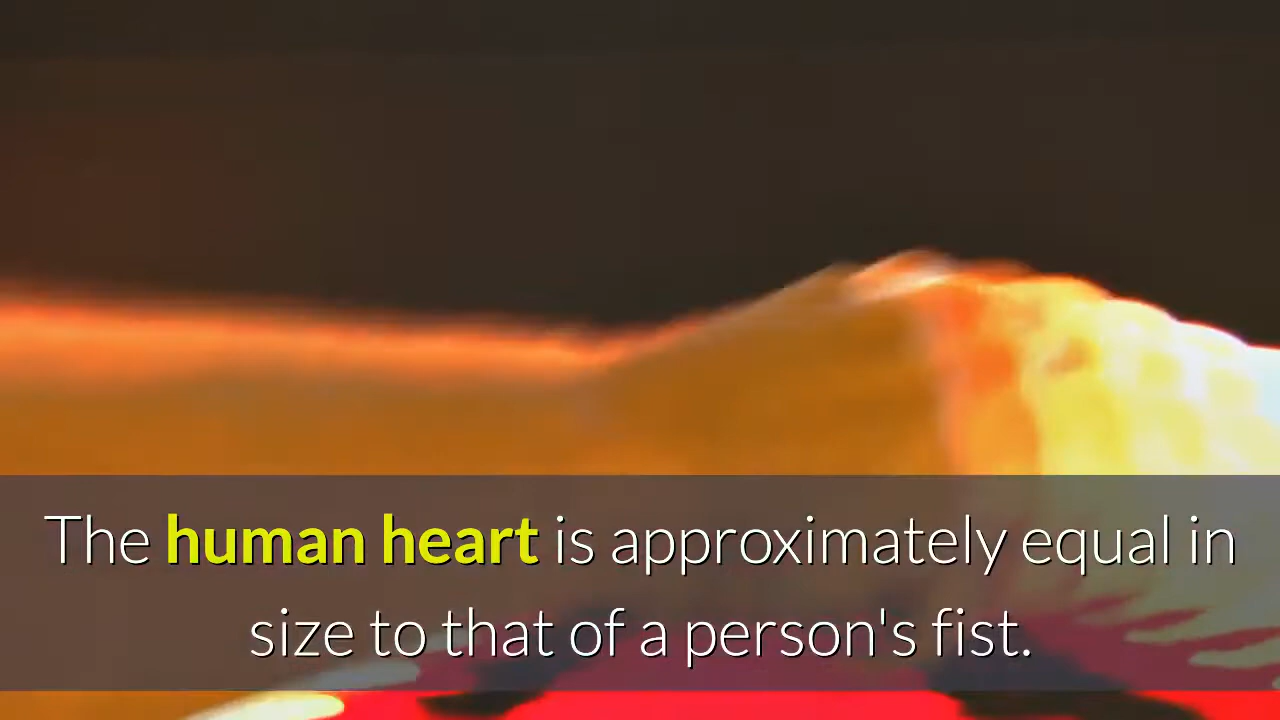 The human heart is approximately equal in
size to that of a person's fist.